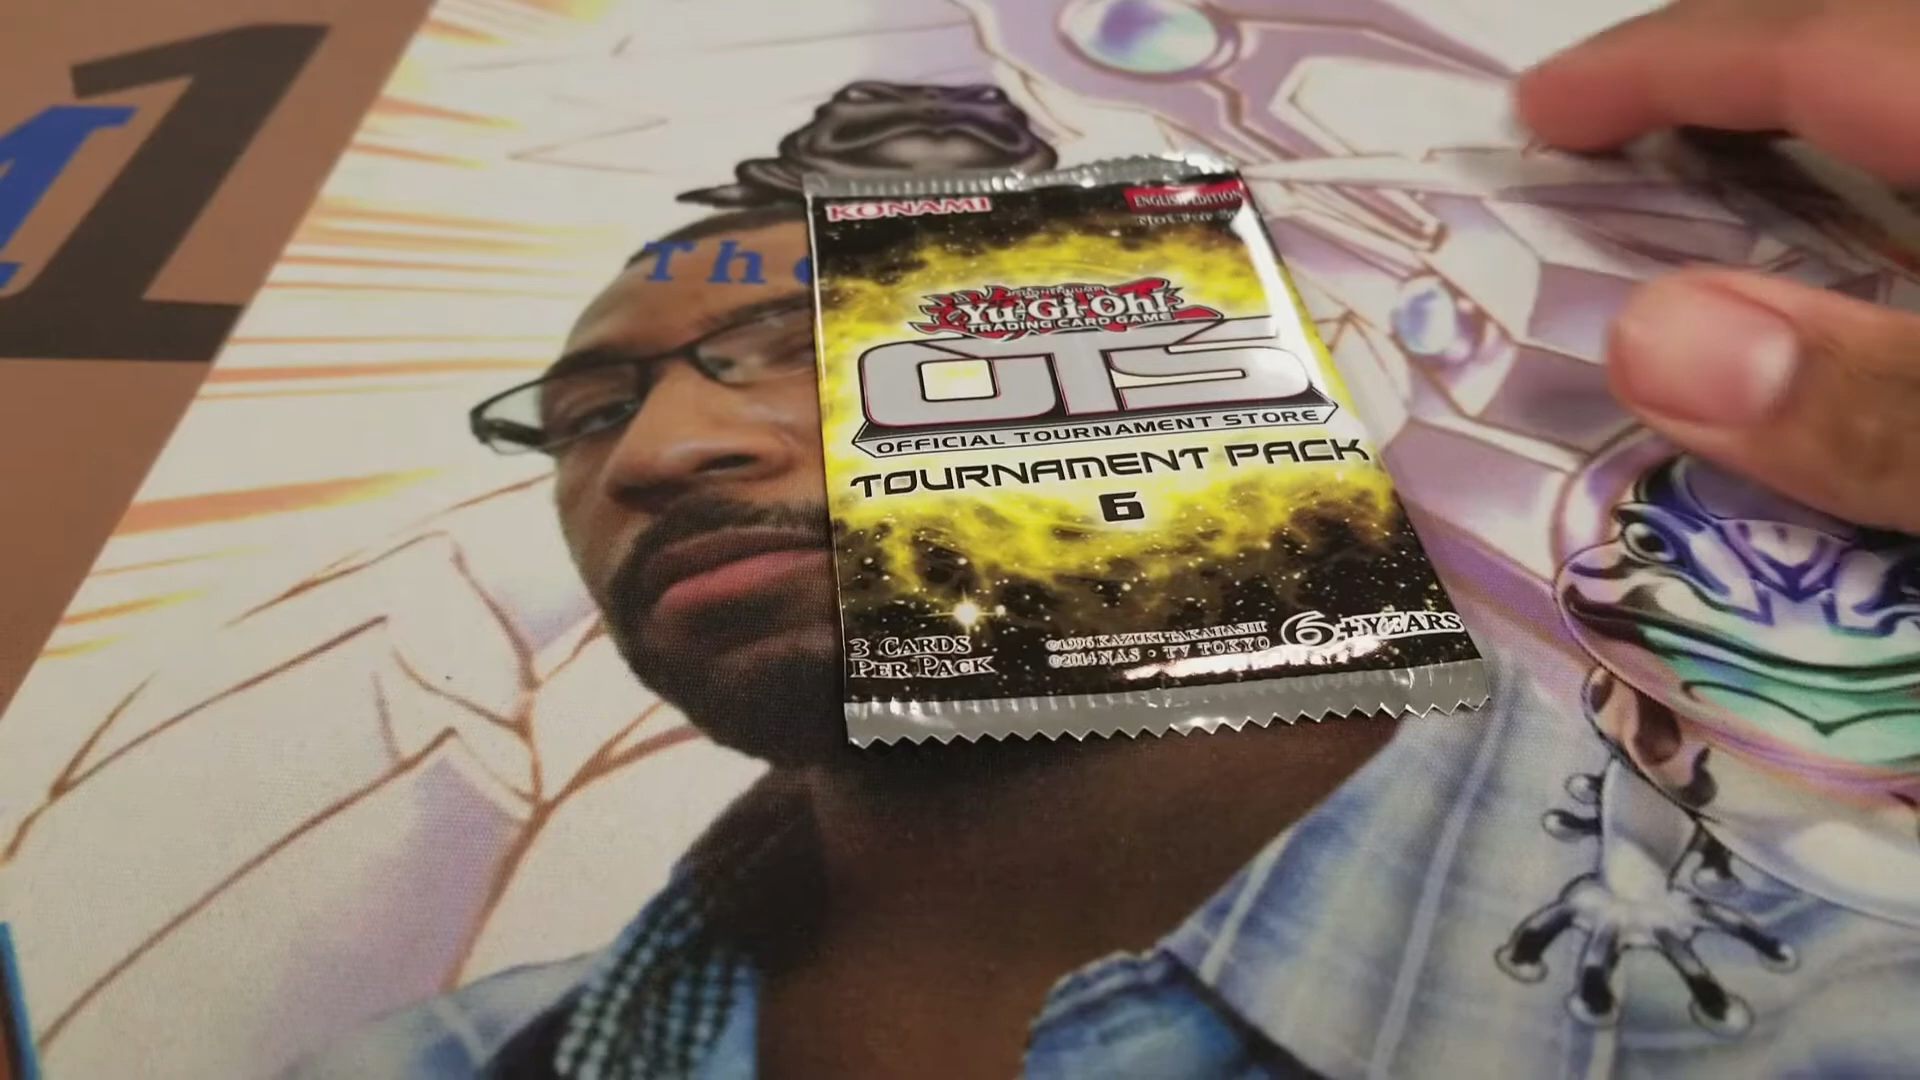 1
The
KONAMI
ENGLISH EDITION
Yu-Gi-Oh!
TRADING CARD GAME
OTS
OFFICIAL TOURNAMENT STORE
TOURNAMENT PACK
6
3 CARDS
PER PACK
©1996 KAZUKI TAKAHASHI
©2014 NAS • TV TOKYO
6+YEARS